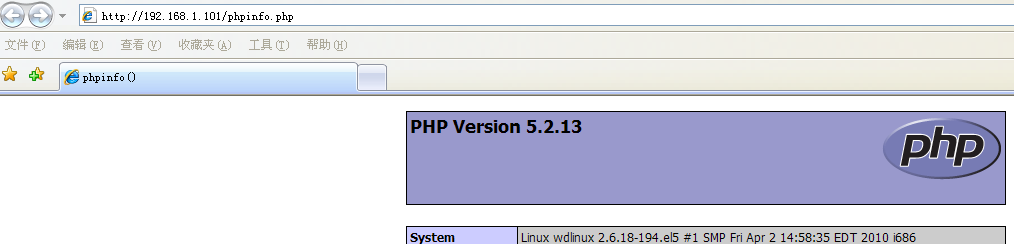 http://192.168.1.101/phpinfo.php
文件(F) 编辑(E) 查看(V) 收藏夹(A) 工具(T) 帮助(H)
phpinfo()
PHP Version 5.2.13
php
System Linux wdlinux 2.6.18-194.el5 #1 SMP Fri Apr 2 14:58:35 EDT 2010 i686